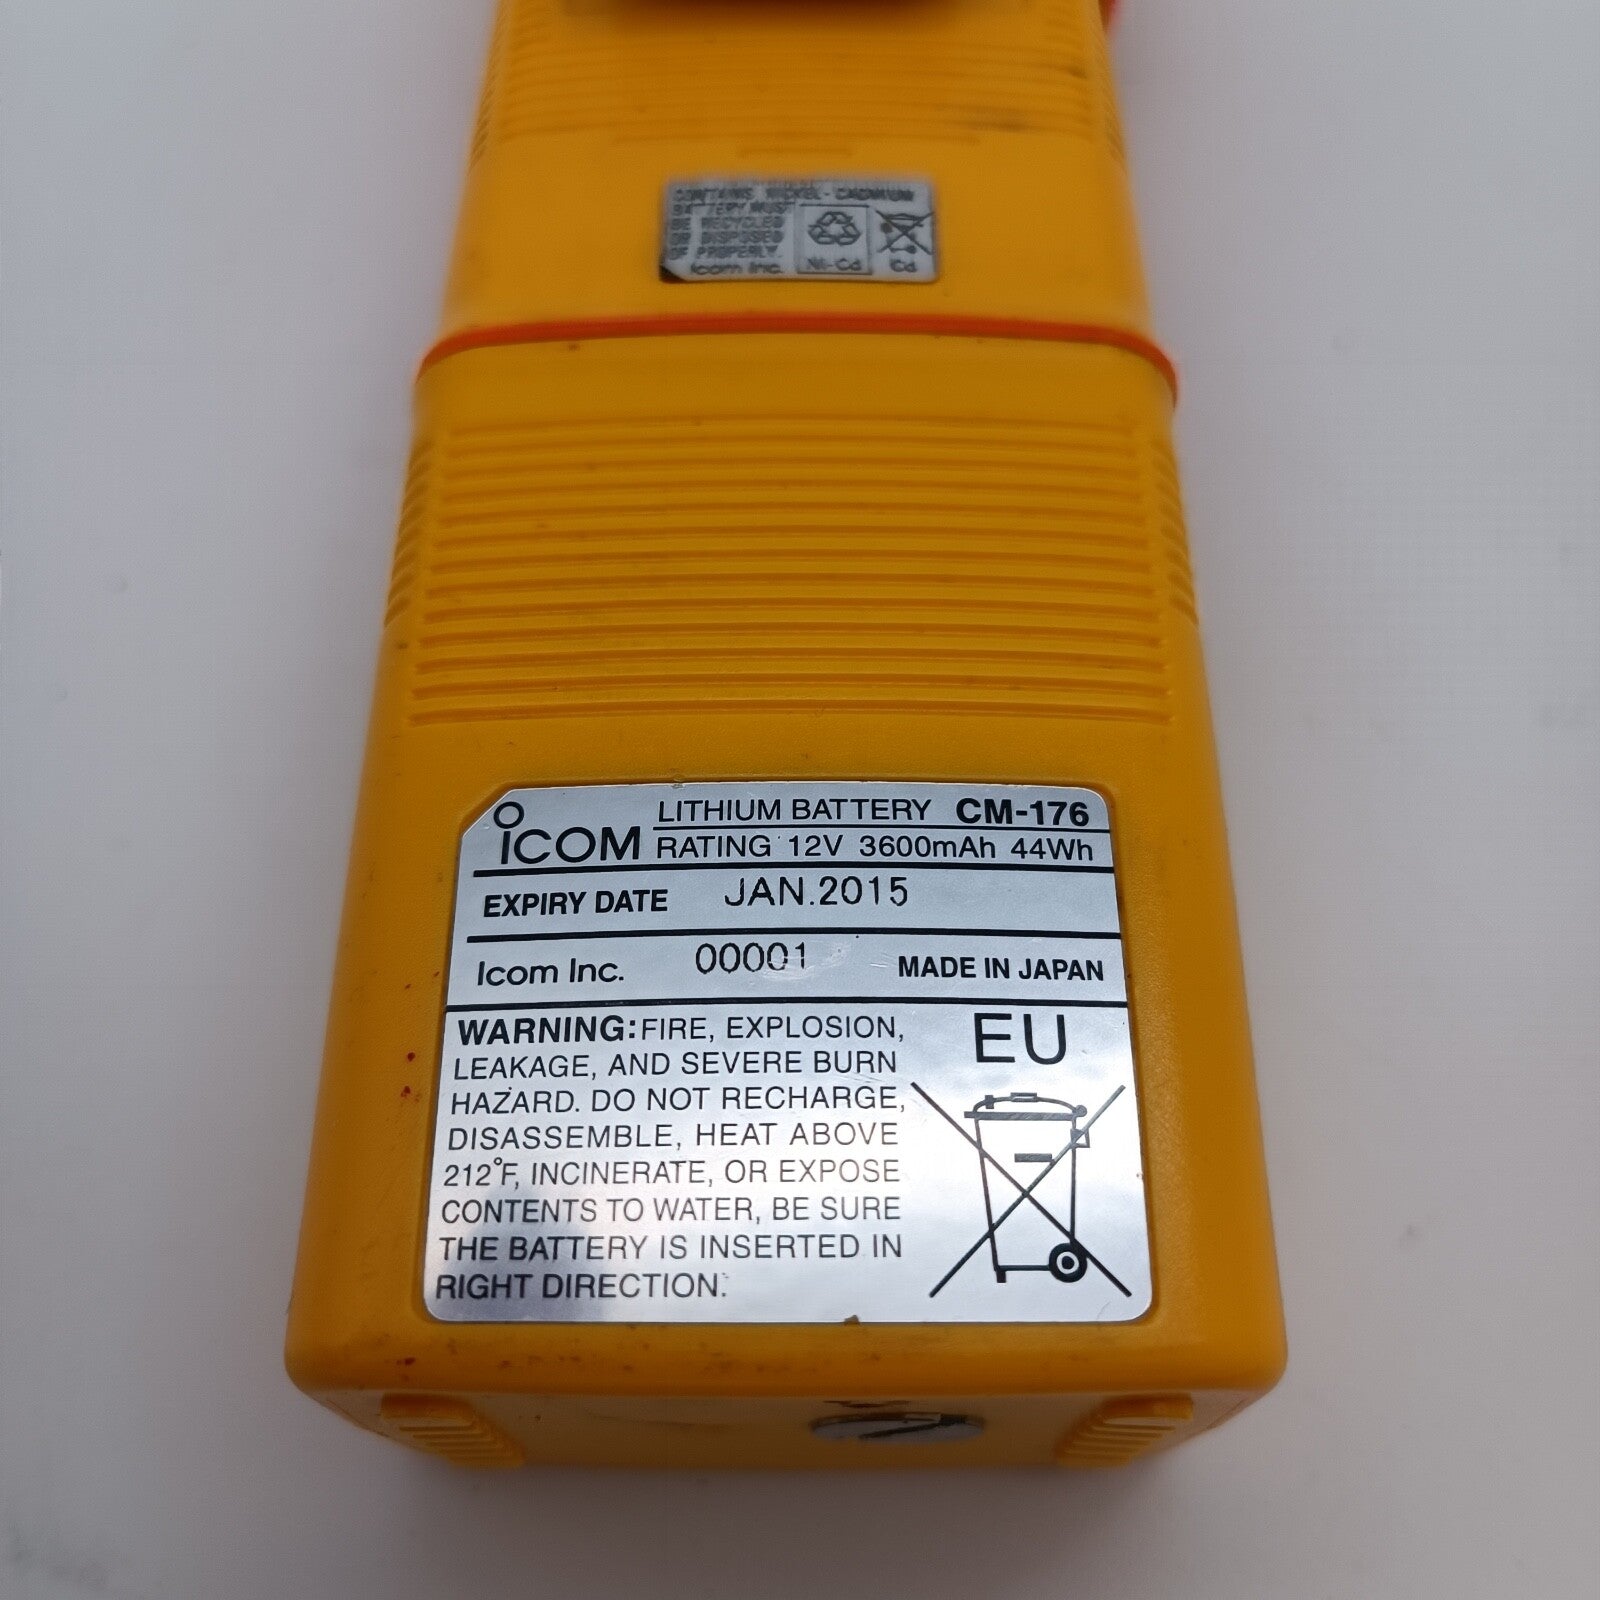 CONTAINS NICKEL-CADMIUM
BATTERY MUST
BE RECYCLED
OR DISPOSED
OF PROPERLY.
Icom Inc.
Ni-Cd
Cd
iCOM
LITHIUM BATTERY CM-176
RATING 12V 3600mAh 44Wh
EXPIRY DATE JAN.2015
Icom Inc. 00001 MADE IN JAPAN
WARNING: FIRE, EXPLOSION,
LEAKAGE, AND SEVERE BURN
HAZARD. DO NOT RECHARGE,
DISASSEMBLE, HEAT ABOVE
212°F, INCINERATE, OR EXPOSE
CONTENTS TO WATER, BE SURE
THE BATTERY IS INSERTED IN
RIGHT DIRECTION.
EU